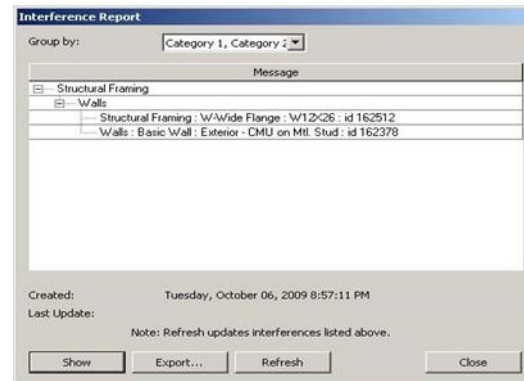 Interference Report
Group by: Category 1, Category 2
Message
Structural Framing
Walls
Structural Framing : W-Wide Flange : W12X26 : id 162512
Walls : Basic Wall : Exterior - CMU on Mtl. Stud : id 162378
Created: Tuesday, October 06, 2009 8:57:11 PM
Last Update:
Note: Refresh updates interferences listed above.
Show Export... Refresh Close